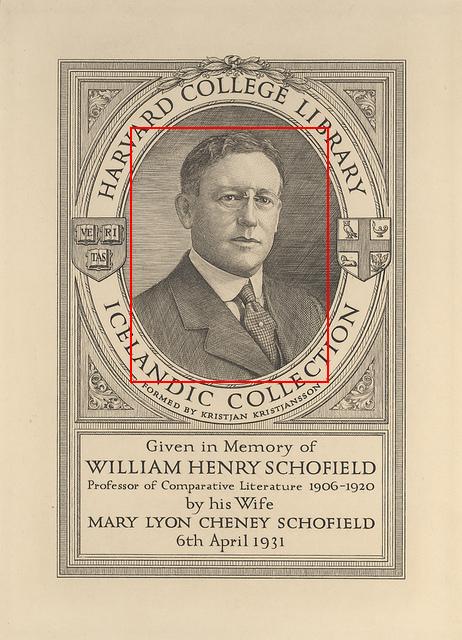 HARVARD COLLEGE LIBRARY
VE RI
TAS
ICELANDIC COLLECTION
FORMED BY KRISTJAN KRISTJANSSON
Given in Memory of
WILLIAM HENRY SCHOFIELD
Professor of Comparative Literature 1906-1920
by his Wife
MARY LYON CHENEY SCHOFIELD
6th April 1931